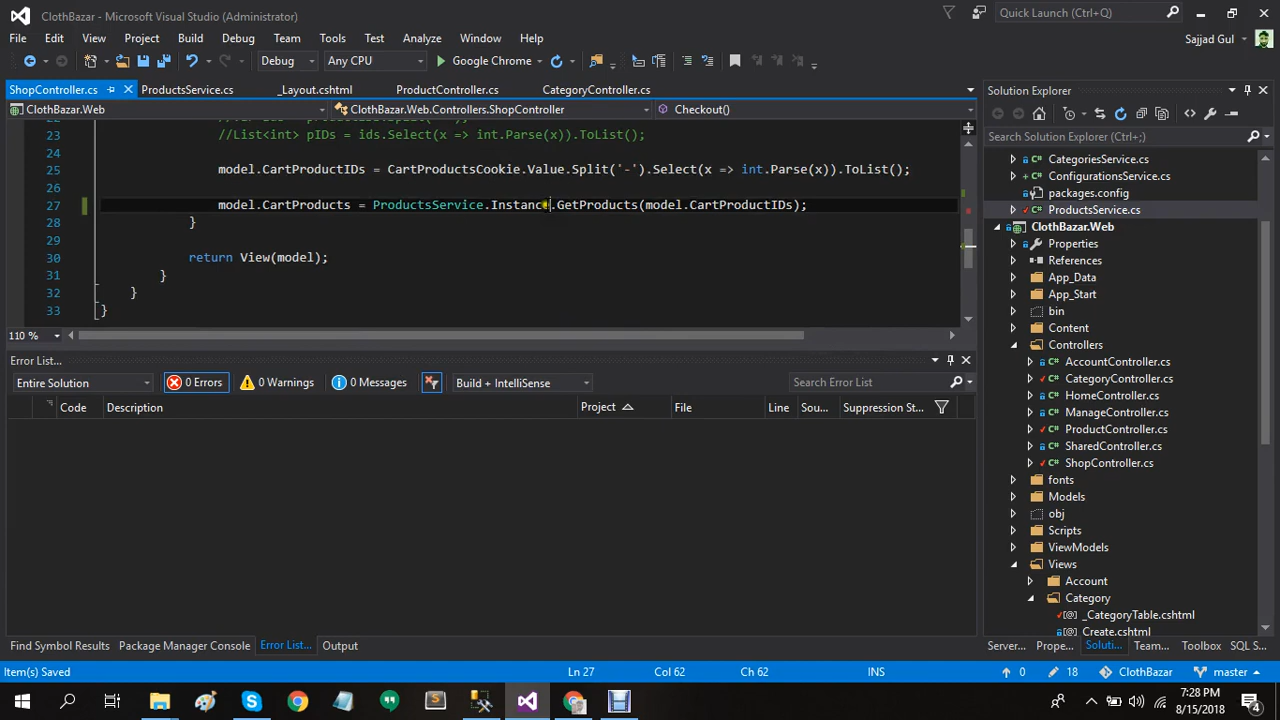 ClothBazar - Microsoft Visual Studio (Administrator)
Quick Launch (Ctrl+Q)
File Edit View Project Build Debug Team Tools Test Analyze Window Help
Sajjad Gul
Debug Any CPU Google Chrome
ShopController.cs ProductsService.cs _Layout.cshtml ProductController.cs CategoryController.cs
ClothBazar.Web ClothBazar.Web.Controllers.ShopController Checkout()
23 //List<int> pIDs = ids.Select(x => int.Parse(x)).ToList();
24
25 model.CartProductIDs = CartProductsCookie.Value.Split('-').Select(x => int.Parse(x)).ToList();
26
27 model.CartProducts = ProductsService.Instance.GetProducts(model.CartProductIDs);
28 }
29
30 return View(model);
31 }
32 }
33 }
110 %
Error List...
Entire Solution 0 Errors 0 Warnings 0 Messages Build + IntelliSense Search Error List
Code Description Project File Line Sou... Suppression St...
Find Symbol Results Package Manager Console Error List... Output
Solution Explorer
Search Solution Explorer (Ctrl+;)
CategoriesService.cs
ConfigurationsService.cs
packages.config
ProductsService.cs
ClothBazar.Web
Properties
References
App_Data
App_Start
bin
Content
Controllers
AccountController.cs
CategoryController.cs
HomeController.cs
ManageController.cs
ProductController.cs
SharedController.cs
ShopController.cs
fonts
Models
obj
Scripts
ViewModels
Views
Account
Category
_CategoryTable.cshtml
Create.cshtml
Server... Prope... Soluti... Team... Toolbox SQL S...
Item(s) Saved Ln 27 Col 62 Ch 62 INS 0 18 ClothBazar master
7:28 PM
8/15/2018
4